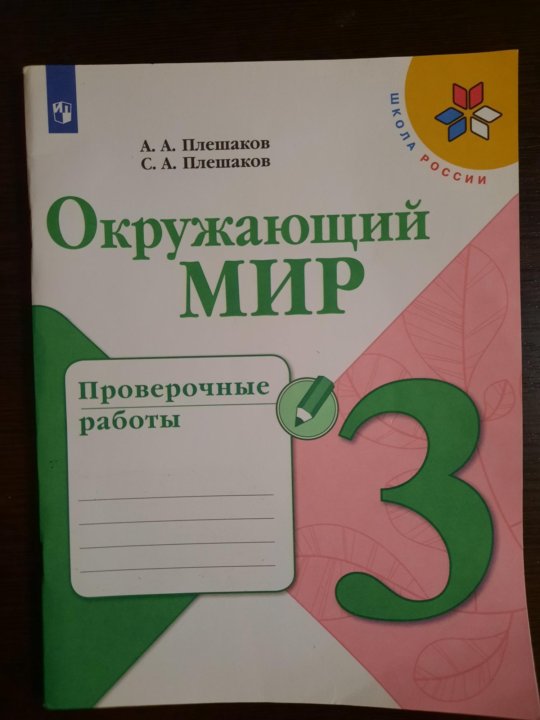 А. А. Плешаков
С. А. Плешаков
ШКОЛА РОССИИ
Окружающий
МИР
Проверочные
работы
3